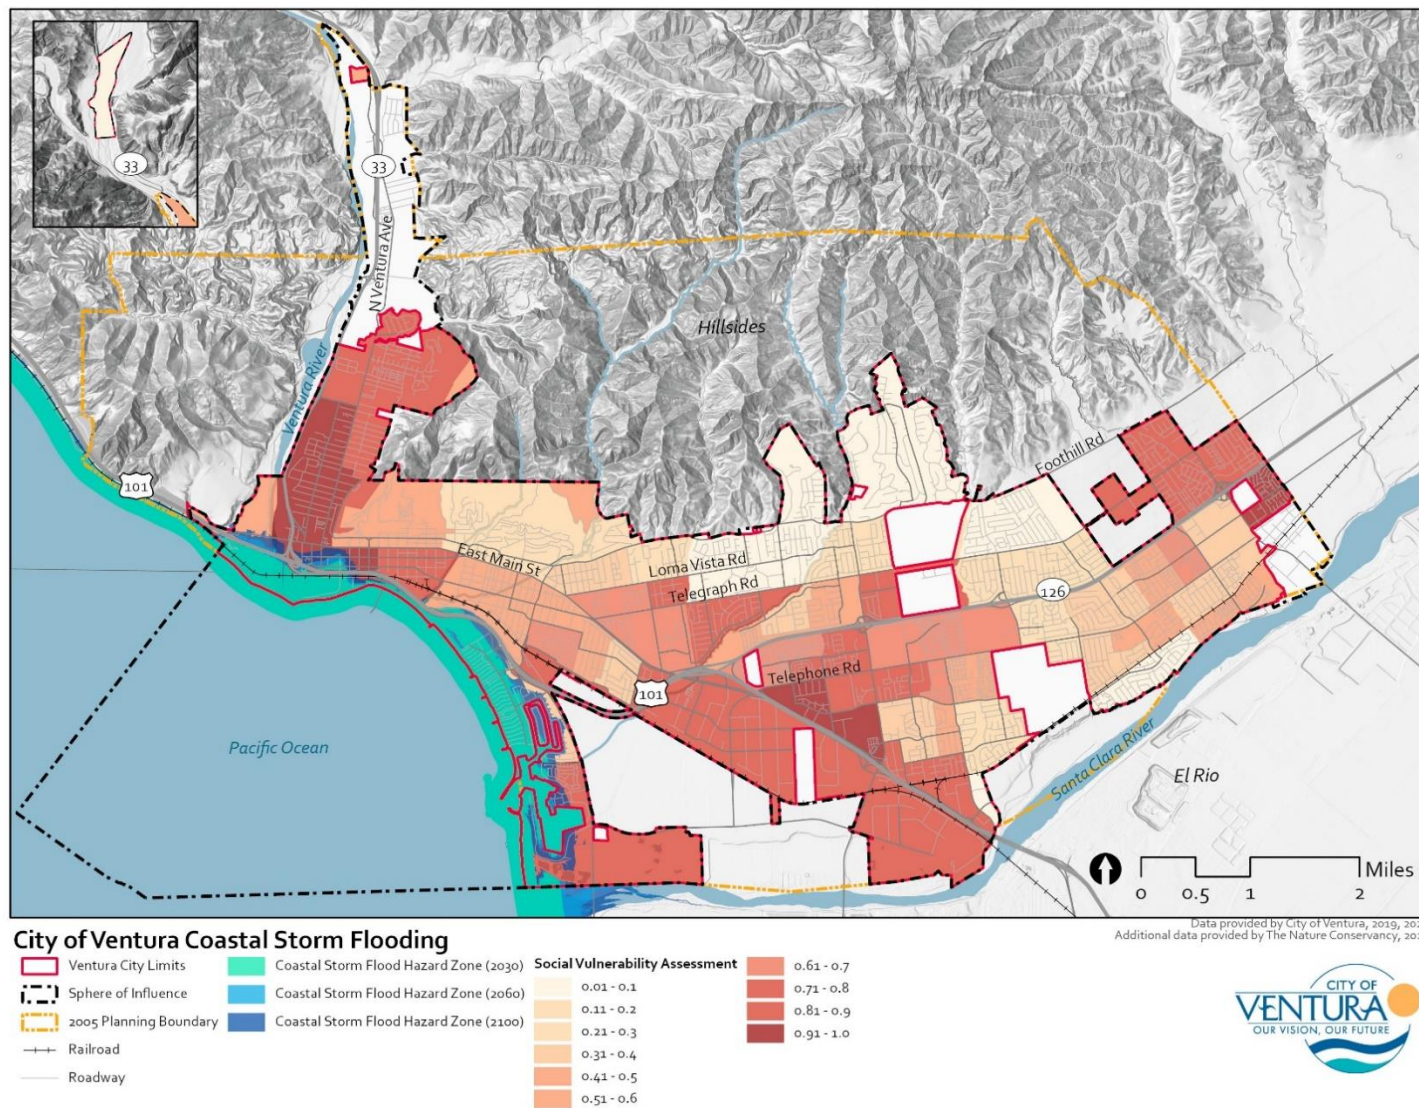 33
33
N Ventura Ave
Hillsides
Ventura River
101
Foothill Rd
East Main St
Loma Vista Rd
Telegraph Rd
126
Telephone Rd
101
Pacific Ocean
Santa Clara River
El Rio
Miles
0 0.5 1 2
Data provided by City of Ventura, 2019,
Additional data provided by The Nature Conservancy,
City of Ventura Coastal Storm Flooding
Ventura City Limits
Sphere of Influence
2005 Planning Boundary
Railroad
Roadway
Coastal Storm Flood Hazard Zone (2030)
Coastal Storm Flood Hazard Zone (2060)
Coastal Storm Flood Hazard Zone (2100)
Social Vulnerability Assessment
0.01 - 0.1
0.11 - 0.2
0.21 - 0.3
0.31 - 0.4
0.41 - 0.5
0.51 - 0.6
0.61 - 0.7
0.71 - 0.8
0.81 - 0.9
0.91 - 1.0
CITY OF
VENTURA
OUR VISION, OUR FUTURE